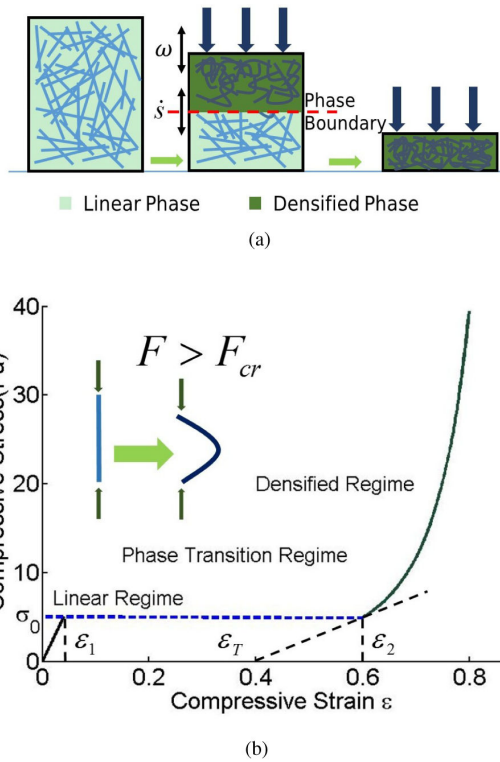 (a)
ω
ṡ
Phase
Boundary
Linear Phase
Densified Phase
(a)
40
30
20
10
σ0
0
F > Fcr
Densified Regime
Phase Transition Regime
Linear Regime
ε1
εT
ε2
0
0.2
0.4
0.6
0.8
Compressive Strain ε
(b)